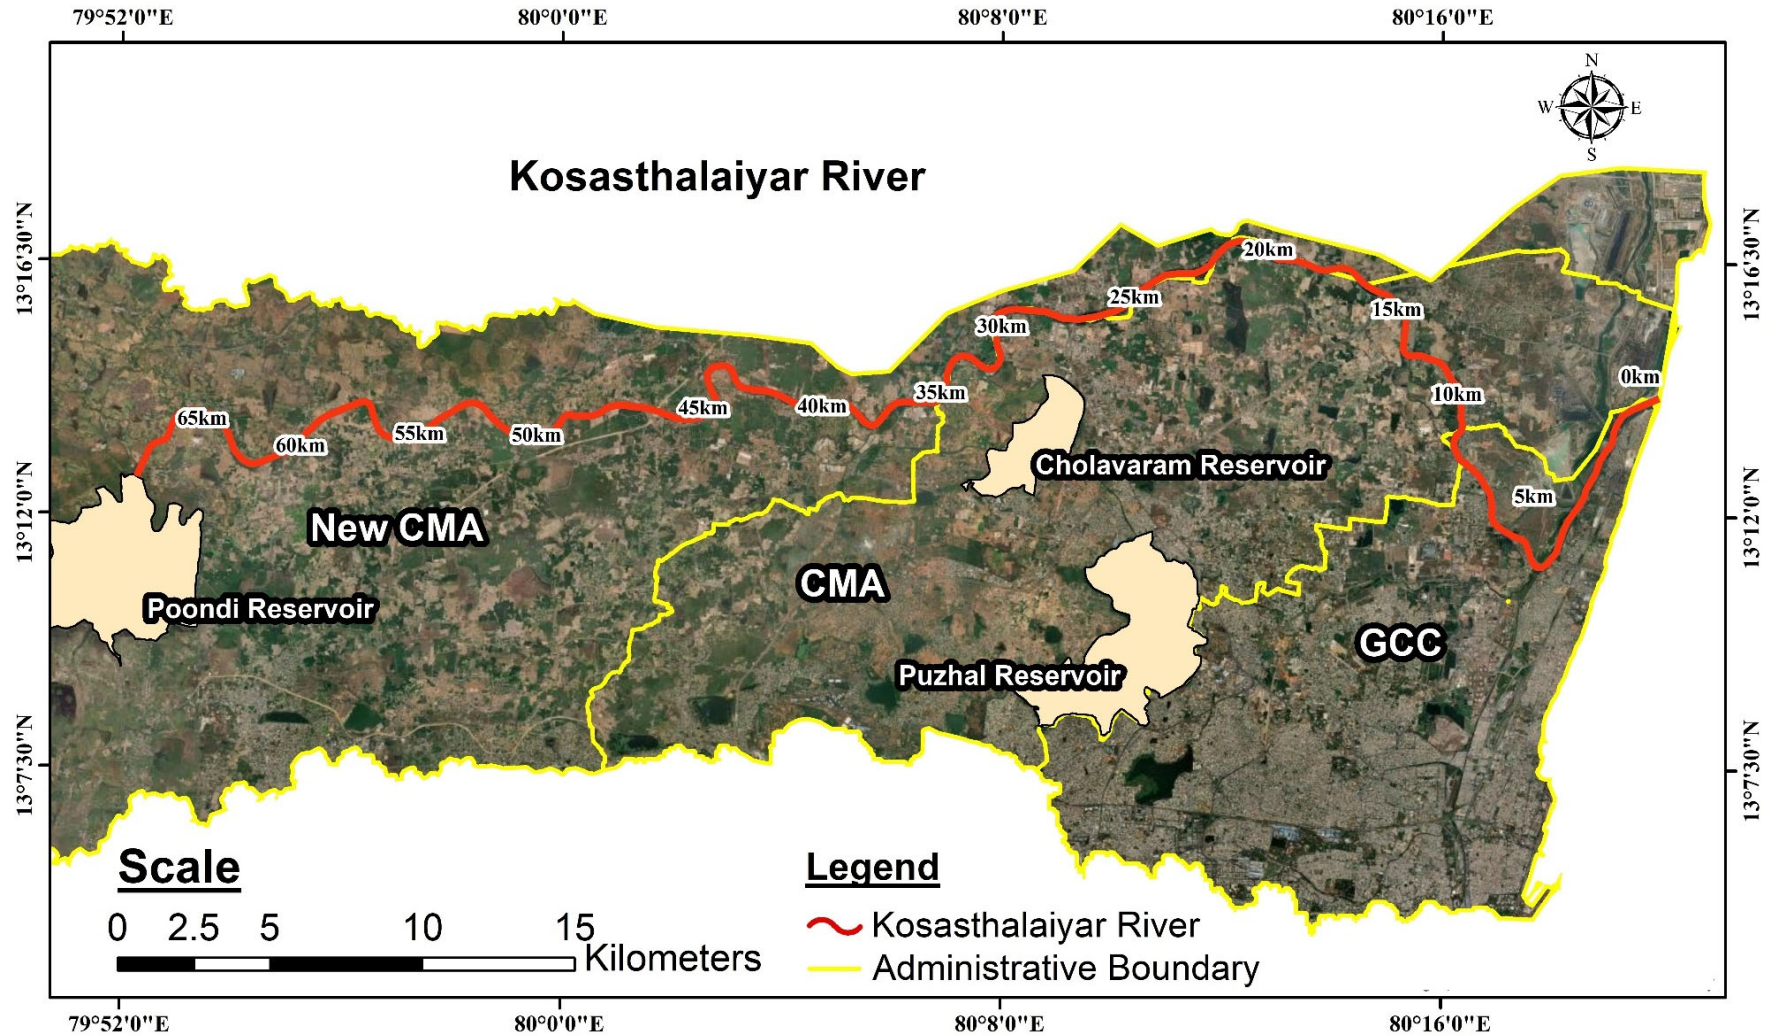 79°52'0"E 80°0'0"E 80°8'0"E 80°16'0"E
N
W E
S
Kosasthalaiyar River
13°16'30"N
13°16'30"N
20km
25km
15km
30km
0km
35km
10km
40km
45km
65km
55km
50km
60km
Cholavaram Reservoir
5km
13°12'0"N
13°12'0"N
New CMA
CMA
Poondi Reservoir
GCC
Puzhal Reservoir
13°7'30"N
13°7'30"N
Scale
0 2.5 5 10 15
Kilometers
Legend
Kosasthalaiyar River
Administrative Boundary
79°52'0"E 80°0'0"E 80°8'0"E 80°16'0"E